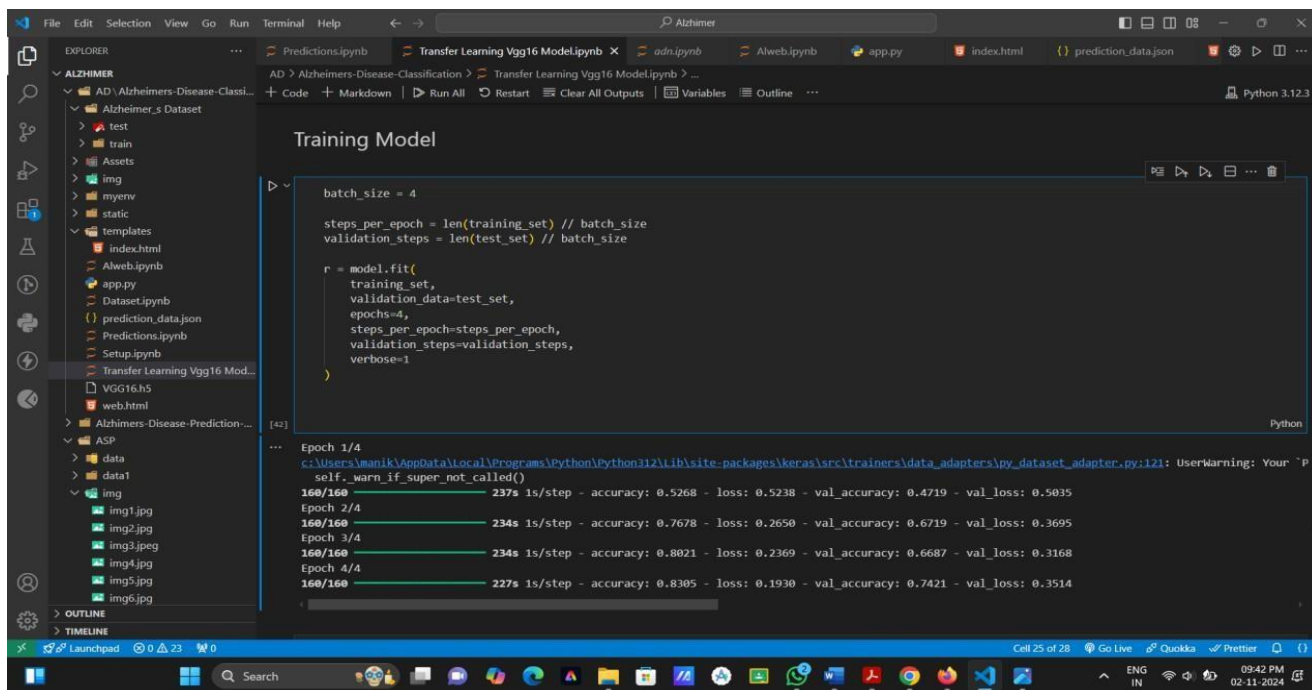 File Edit Selection View Go Run Terminal Help Alzhimer
EXPLORER
ALZHIMER
AD \ Alzheimers-Disease-Classi...
Alzheimer_s Dataset
test
train
Assets
img
myenv
static
templates
index.html
AIweb.ipynb
app.py
Dataset.ipynb
prediction_data.json
Predictions.ipynb
Setup.ipynb
Transfer Learning Vgg16 Mod...
VGG16.h5
web.html
Alzhimers-Disease-Prediction-...
ASP
data
data1
img
img1.jpg
img2.jpg
img3.jpeg
img4.jpg
img5.jpg
img6.jpg
OUTLINE
TIMELINE
Predictions.ipynb Transfer Learning Vgg16 Model.ipynb adn.ipynb AIweb.ipynb app.py index.html {} prediction_data.json
AD > Alzheimers-Disease-Classification > Transfer Learning Vgg16 Model.ipynb > ...
+ Code + Markdown | Run All Restart Clear All Outputs | Variables Outline ... Python 3.12.3
Training Model
batch_size = 4
steps_per_epoch = len(training_set) // batch_size
validation_steps = len(test_set) // batch_size
r = model.fit(
training_set,
validation_data=test_set,
epochs=4,
steps_per_epoch=steps_per_epoch,
validation_steps=validation_steps,
verbose=1
)
[42] Python
Epoch 1/4
c:\Users\manik\AppData\Local\Programs\Python\Python312\Lib\site-packages\keras\src\trainers\data_adapters\py_dataset_adapter.py:121: UserWarning: Your `P
self._warn_if_super_not_called()
160/160 237s 1s/step - accuracy: 0.5268 - loss: 0.5238 - val_accuracy: 0.4719 - val_loss: 0.5035
Epoch 2/4
160/160 234s 1s/step - accuracy: 0.7678 - loss: 0.2650 - val_accuracy: 0.6719 - val_loss: 0.3695
Epoch 3/4
160/160 234s 1s/step - accuracy: 0.8021 - loss: 0.2369 - val_accuracy: 0.6687 - val_loss: 0.3168
Epoch 4/4
160/160 227s 1s/step - accuracy: 0.8305 - loss: 0.1930 - val_accuracy: 0.7421 - val_loss: 0.3514
Launchpad 0 23 0 Cell 25 of 28 Go Live Quokka Prettier {}
Search ENG IN 09:42 PM 02-11-2024